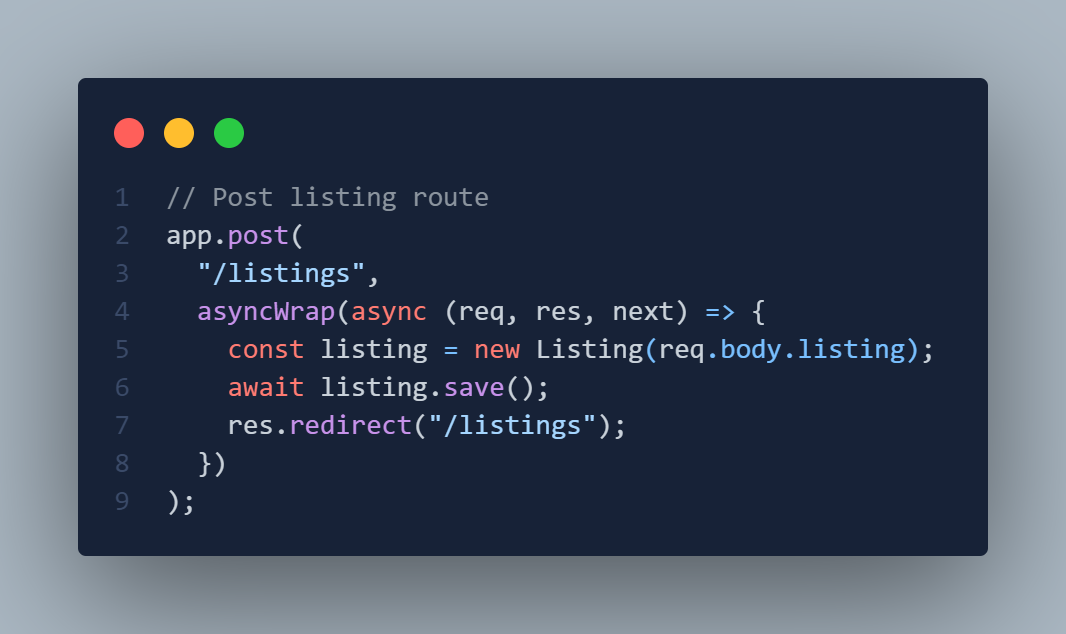 1 // Post listing route
2 app.post(
3   "/listings",
4   asyncWrap(async (req, res, next) => {
5     const listing = new Listing(req.body.listing);
6     await listing.save();
7     res.redirect("/listings");
8   })
9 );